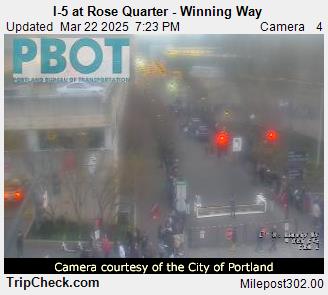 I-5 at Rose Quarter - Winning Way
Updated Mar 22 2025 7:23 PM Camera 4
PBOT
PORTLAND BUREAU OF TRANSPORTATION
Camera courtesy of the City of Portland
TripCheck.com Milepost302.00